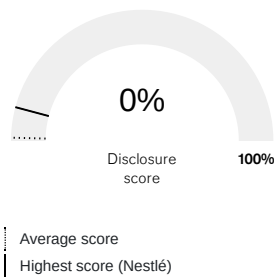 0%
Disclosure
score
100%
Average score
Highest score (Nestlé)